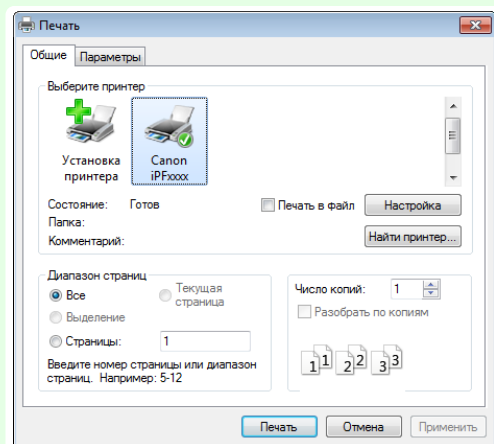 Печать
Общие Параметры
Выберите принтер
Установка принтера
Canon iPFxxxx
Состояние: Готов
Печать в файл Настройка
Папка:
Комментарий:
Найти принтер...
Диапазон страниц
Все Текущая страница
Выделение
Страницы: 1
Введите номер страницы или диапазон
страниц. Например: 5-12
Число копий: 1
Разобрать по копиям
1 1 2 2 3 3
Печать Отмена Применить